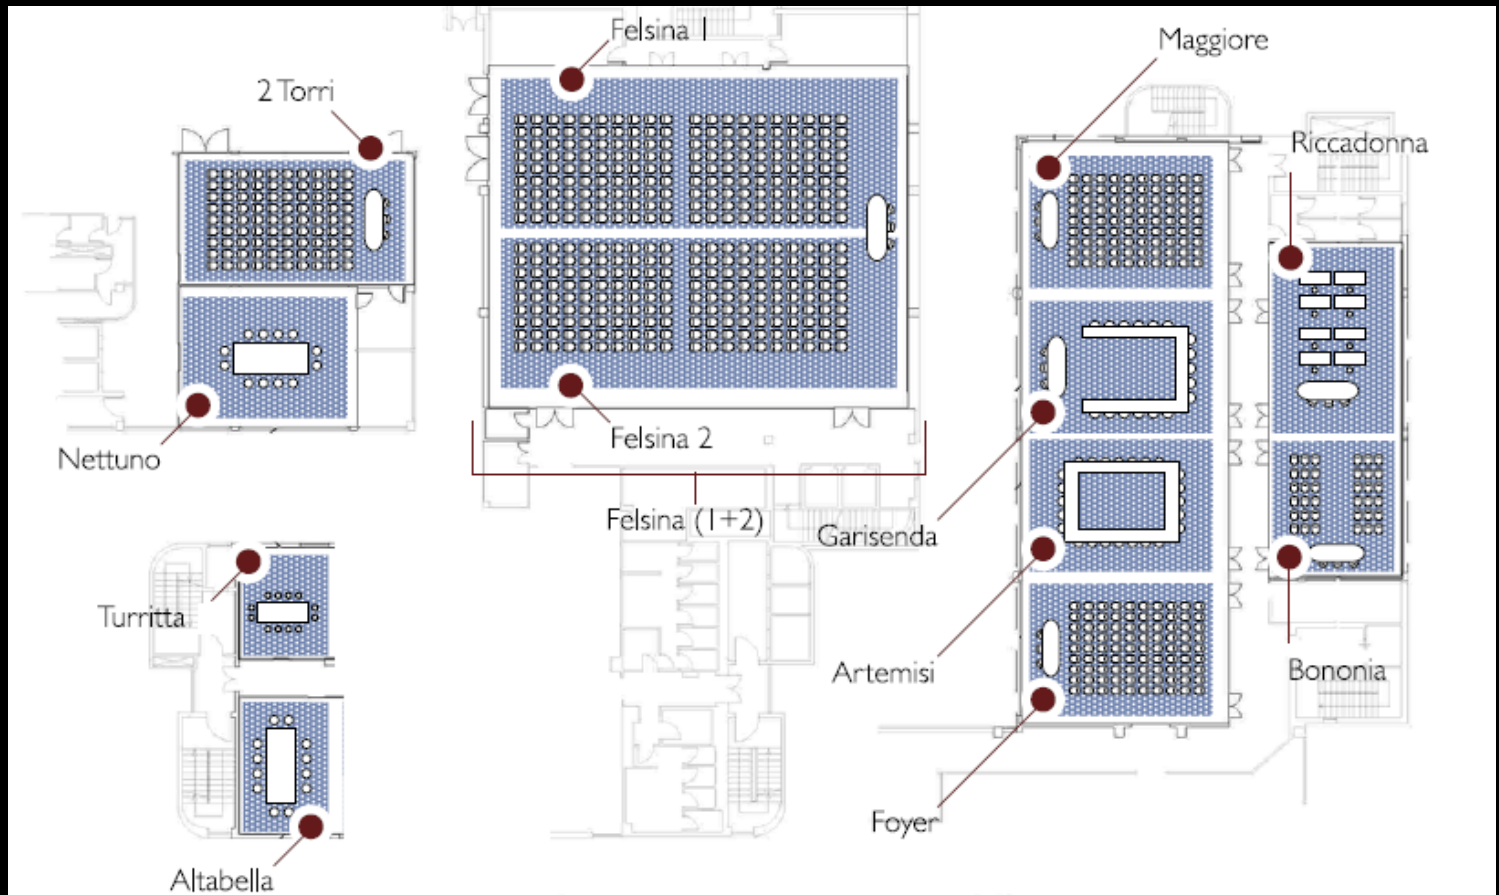 Felsina 1
Maggiore
2 Torri
Riccadonna
Felsina 2
Nettuno
Felsina (1+2)
Garisenda
Turritta
Artemisi
Bononia
Foyer
Altabella